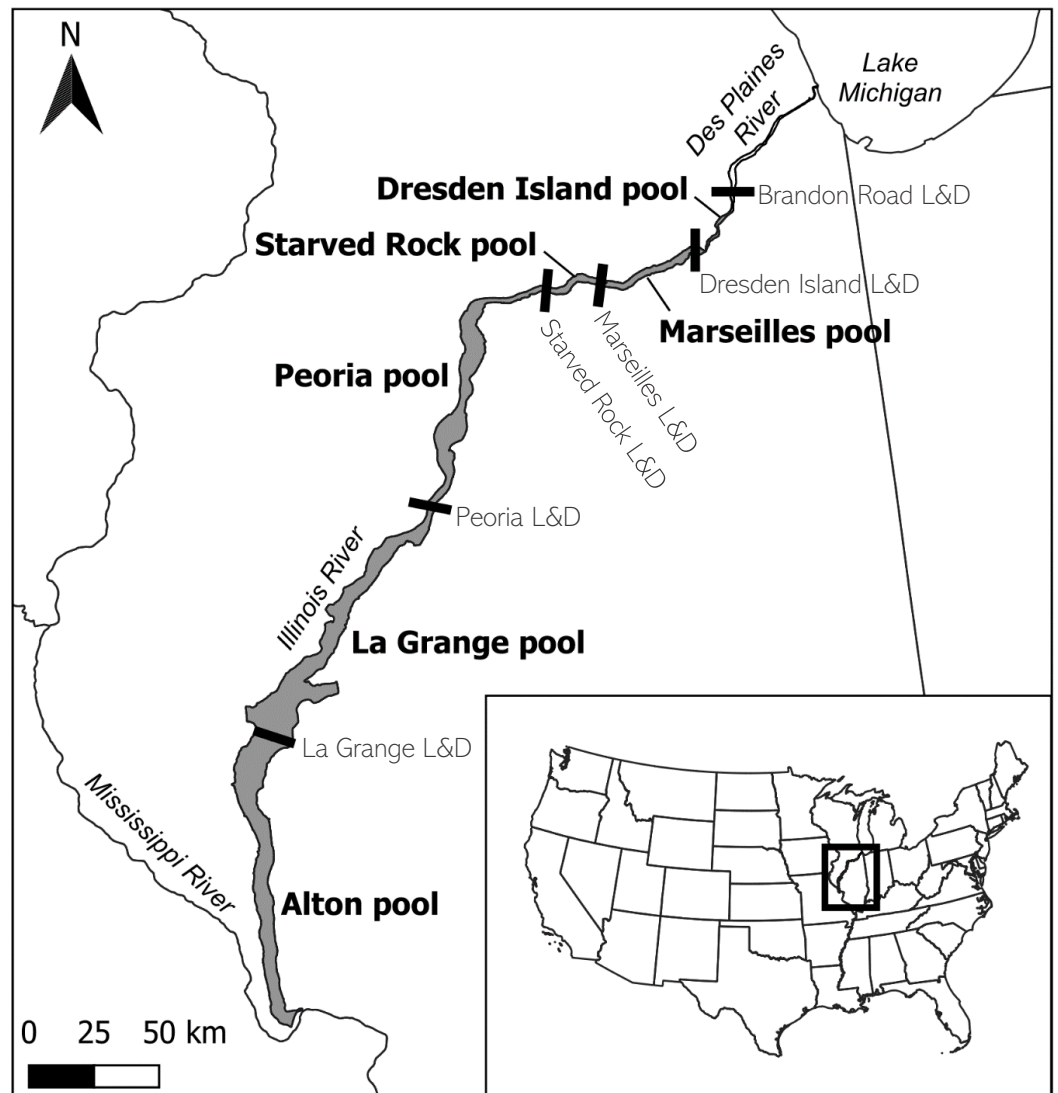 N
Lake
Michigan
Des Plaines
River
Dresden Island pool
Brandon Road L&D
Starved Rock pool
Dresden Island L&D
Marseilles pool
Marseilles L&D
Starved Rock L&D
Peoria pool
Peoria L&D
Illinois River
La Grange pool
La Grange L&D
Mississippi River
Alton pool
0 25 50 km